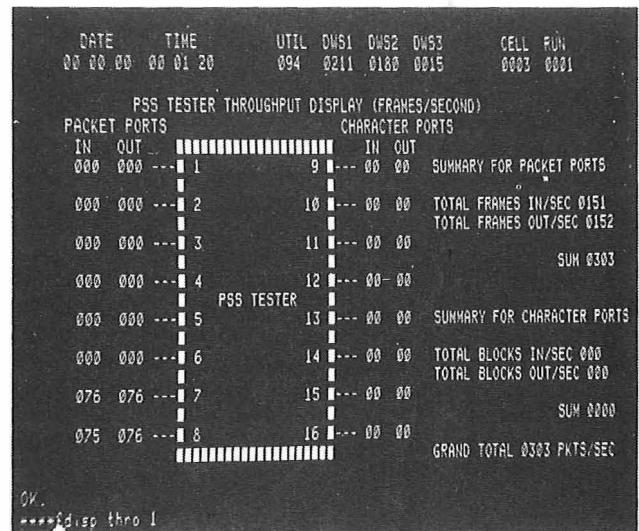 DATE TIME UTIL DWS1 DWS2 DWS3 CELL RUN
00 00 00 00 01 20 094 0211 0180 0015 0003 0001
PSS TESTER THROUGHPUT DISPLAY (FRAMES/SECOND)
PACKET PORTS CHARACTER PORTS
IN OUT IN OUT
000 000 --- 1 9 --- 00 00 SUMMARY FOR PACKET PORTS
000 000 --- 2 10 --- 00 00 TOTAL FRAMES IN/SEC 0151
TOTAL FRAMES OUT/SEC 0152
000 000 --- 3 11 --- 00 00
SUM 0303
000 000 --- 4 12 --- 00 00
PSS TESTER
000 000 --- 5 13 --- 00 00 SUMMARY FOR CHARACTER PORTS
000 000 --- 6 14 --- 00 00 TOTAL BLOCKS IN/SEC 000
TOTAL BLOCKS OUT/SEC 000
076 076 --- 7 15 --- 00 00
SUM 0000
075 076 --- 8 16 --- 00 00
GRAND TOTAL 0303 PKTS/SEC
OK.
disp thro 1